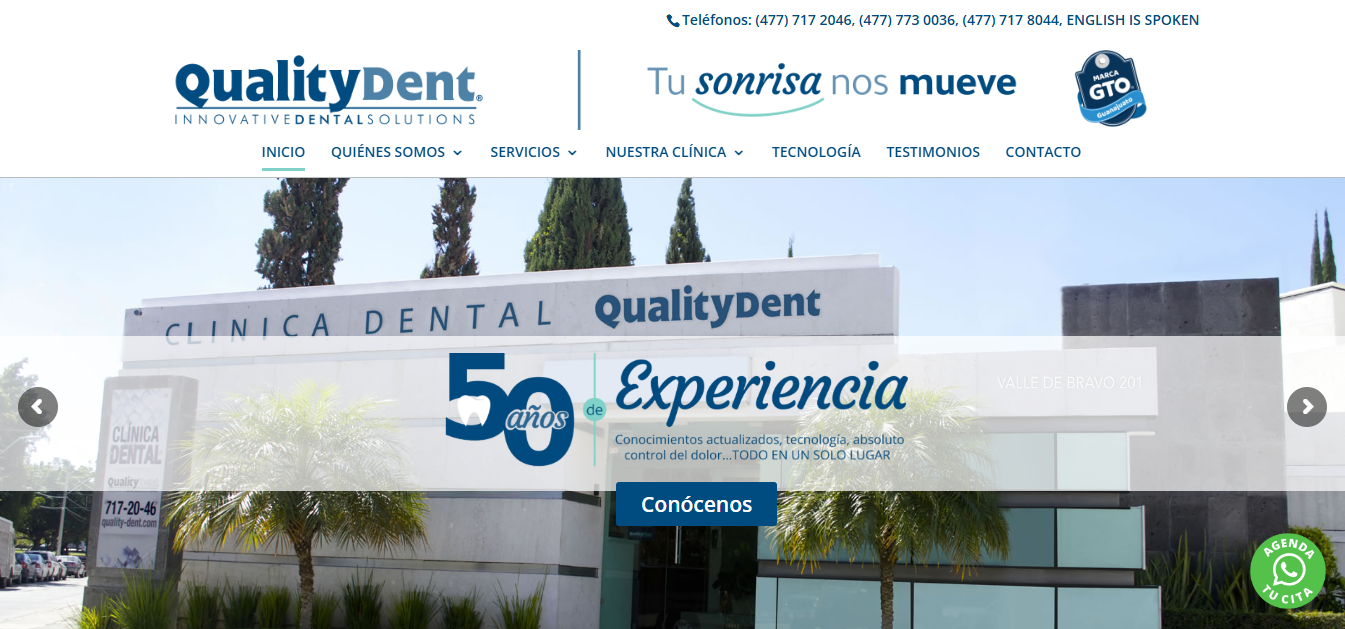 Teléfonos: (477) 717 2046, (477) 773 0036, (477) 717 8044, ENGLISH IS SPOKEN
QualityDent®
INNOVATIVEDENTALSOLUTIONS
Tu sonrisa nos mueve
MARCA
GTO
Guanajuato
INICIO QUIÉNES SOMOS SERVICIOS NUESTRA CLÍNICA TECNOLOGÍA TESTIMONIOS CONTACTO
CLINICA DENTAL QualityDent
50 años de Experiencia
Conocimientos actualizados, tecnología, absoluto
control del dolor...TODO EN UN SOLO LUGAR
Conócenos
VALLE DE BRAVO 201
CLÍNICA
DENTAL
Quality
717-20-46
quality-dent.com
AGENDA
TU CITA